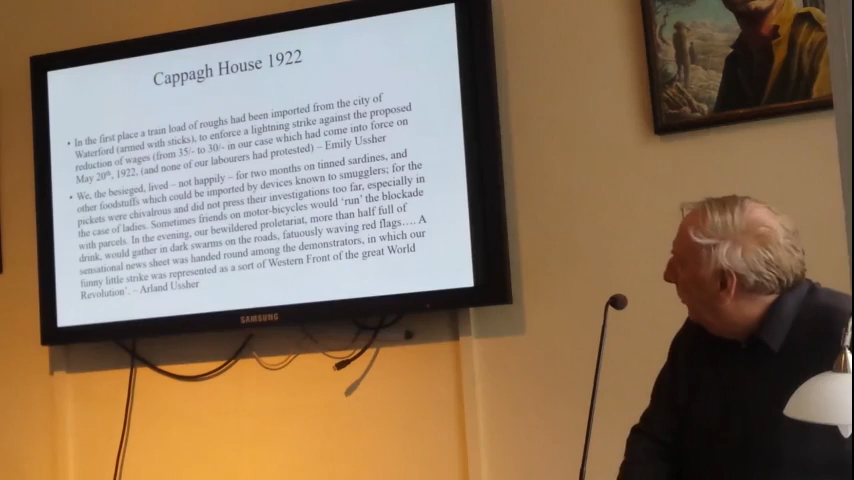 Cappagh House 1922
• In the first place a train load of roughs had been imported from the city of
Waterford (armed with sticks), to enforce a lightning strike against the proposed
reduction of wages (from 35/- to 30/- in our case which had come into force on
May 20th, 1922, (and none of our labourers had protested) – Emily Ussher
• We, the besieged, lived – not happily – for two months on tinned sardines, and
other foodstuffs which could be imported by devices known to smugglers; for the
pickets were chivalrous and did not press their investigations too far, especially in
the case of ladies. Sometimes friends on motor-bicycles would 'run' the blockade
with parcels. In the evening, our bewildered proletariat, more than half full of
drink, would gather in dark swarms on the roads, fatuously waving red flags…. A
sensational news sheet was handed round among the demonstrators, in which our
funny little strike was represented as a sort of Western Front of the great World
Revolution'. – Arland Ussher
SAMSUNG